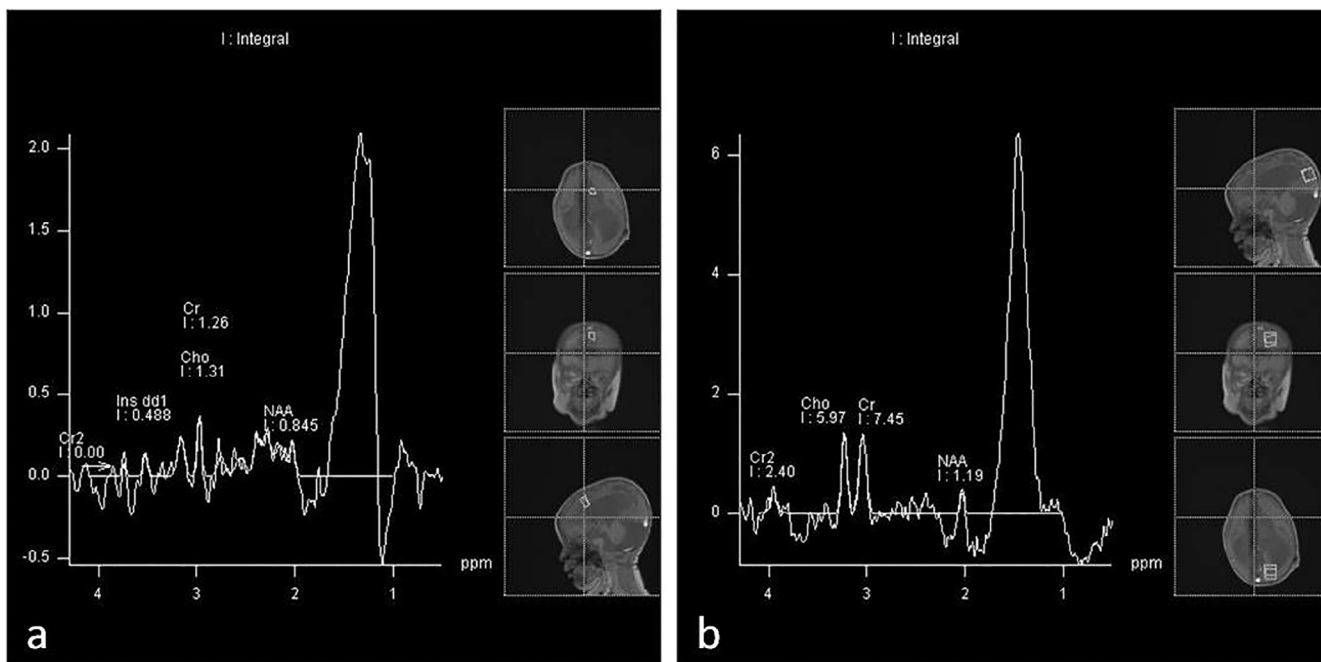 I : Integral
2.0
1.5
1.0
0.5
0.0
-0.5
Cr
I : 1.26
Cho
I : 1.31
Ins dd1
I : 0.488
NAA
I : 0.845
Cr2
I : 0.00
ppm
4 3 2 1
a
I : Integral
6
4
2
0
Cho
I : 5.97
Cr
I : 7.45
Cr2
I : 2.40
NAA
I : 1.19
ppm
4 3 2 1
b